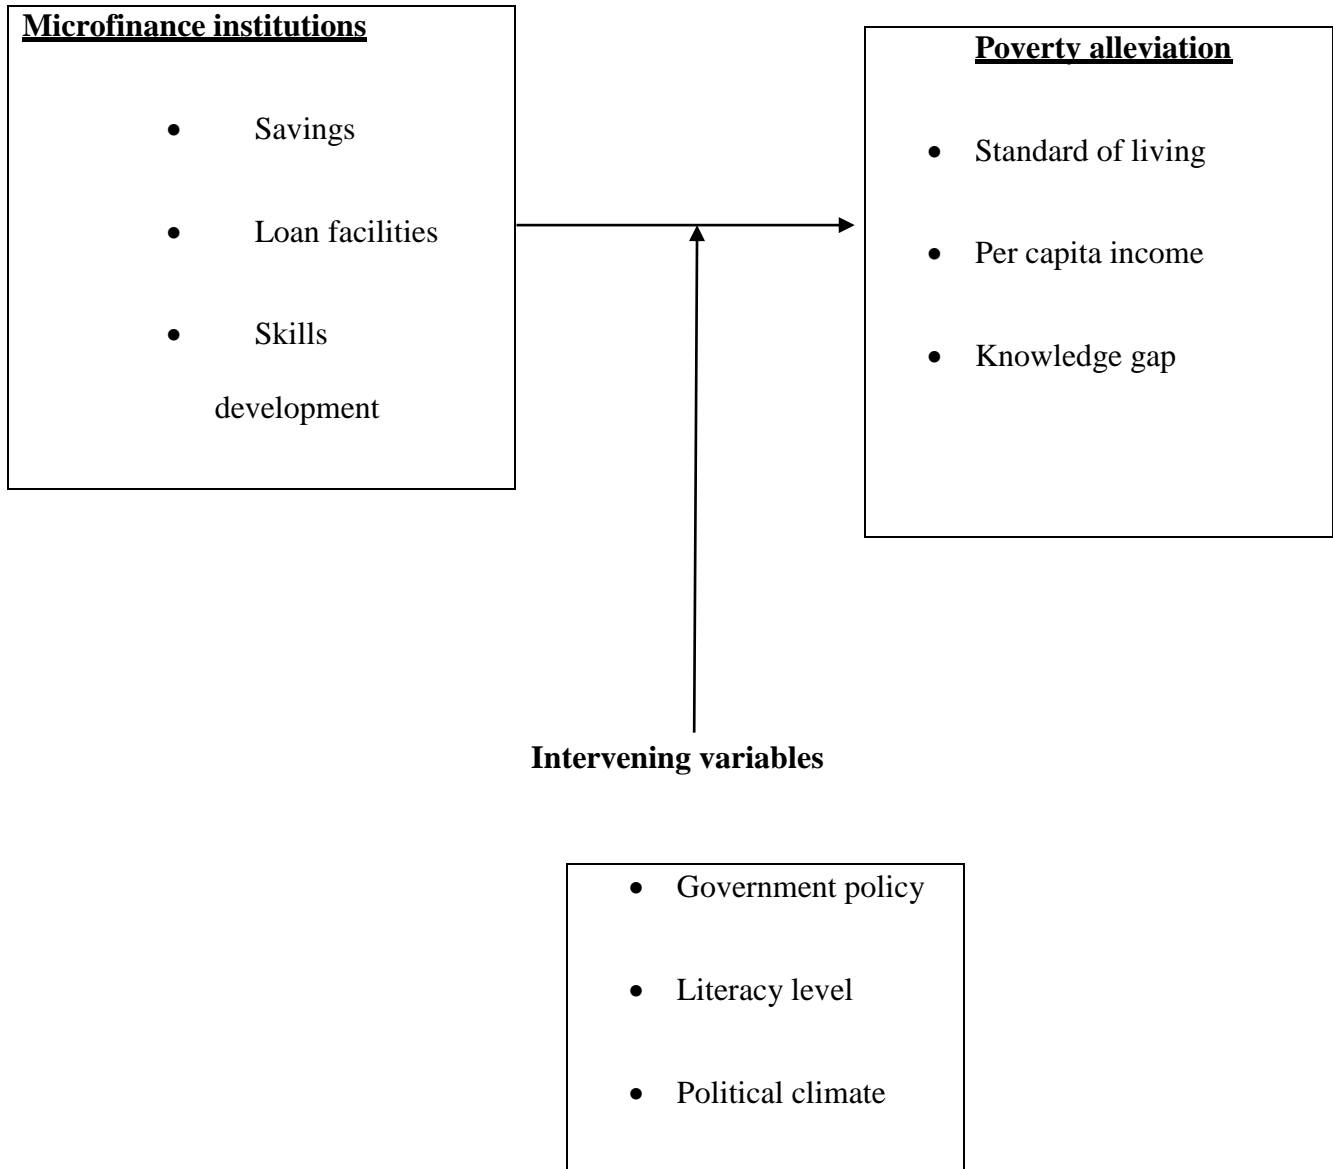 Microfinance institutions
• Savings
• Loan facilities
• Skills
development
Poverty alleviation
• Standard of living
• Per capita income
• Knowledge gap
Intervening variables
• Government policy
• Literacy level
• Political climate